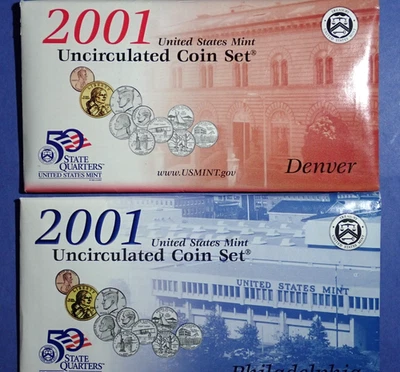 2001 United States Mint
Uncirculated Coin Set®
50
STATE
QUARTERS
UNITED STATES MINT
www.USMINT.gov
Denver
2001 United States Mint
Uncirculated Coin Set®
UNITED STATES MINT
50
STATE
QUARTERS
Philadelphia